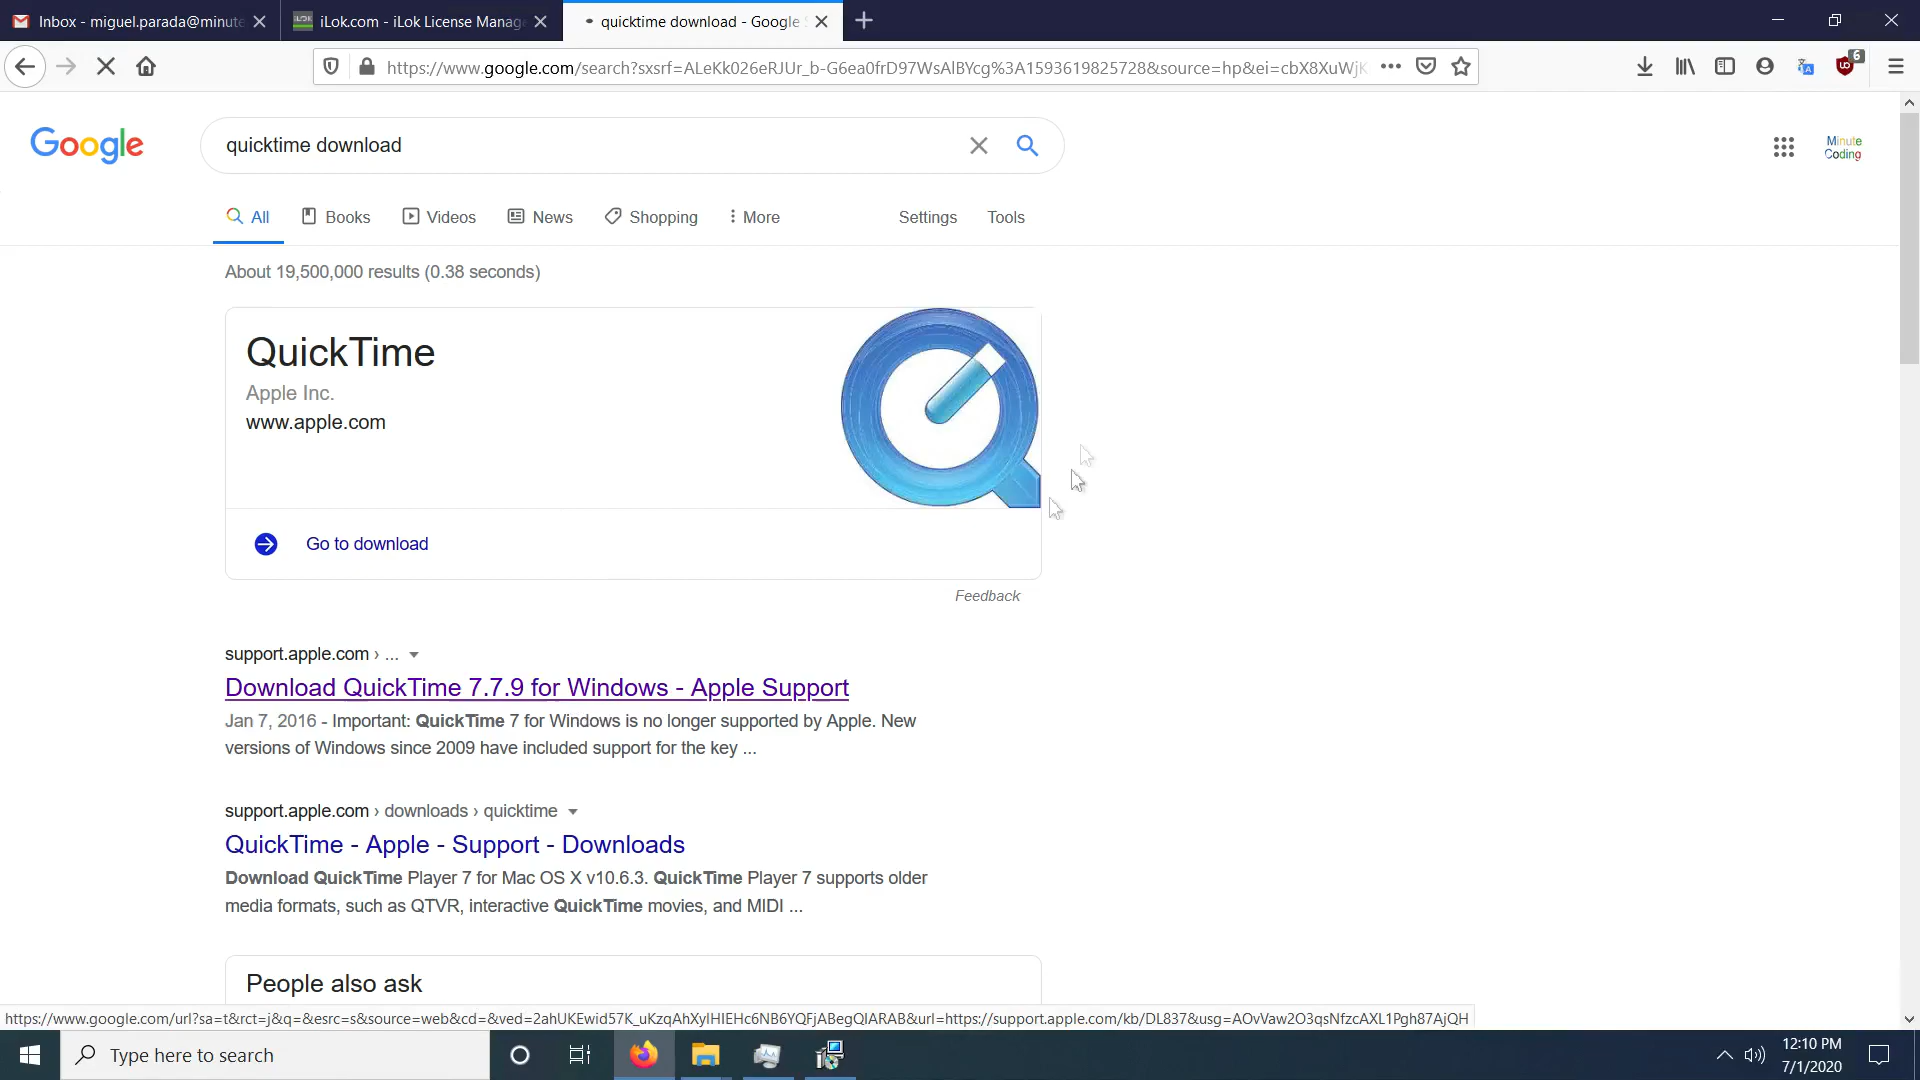 Inbox - miguel.parada@minute
iLok.com - iLok License Manag
quicktime download - Google S
https://www.google.com/search?sxsrf=ALeKk026eRJUr_b-G6ea0frD97WsAlBYcg%3A1593619825728&source=hp&ei=cbX8XuWjK
6
Google
quicktime download
Minute
Coding
All
Books
Videos
News
Shopping
More
Settings
Tools
About 19,500,000 results (0.38 seconds)
QuickTime
Apple Inc.
www.apple.com
Go to download
Feedback
support.apple.com › ...
Download QuickTime 7.7.9 for Windows - Apple Support
Jan 7, 2016 - Important: QuickTime 7 for Windows is no longer supported by Apple. New
versions of Windows since 2009 have included support for the key ...
support.apple.com › downloads › quicktime
QuickTime - Apple - Support - Downloads
Download QuickTime Player 7 for Mac OS X v10.6.3. QuickTime Player 7 supports older
media formats, such as QTVR, interactive QuickTime movies, and MIDI ...
People also ask
https://www.google.com/url?sa=t&rct=j&q=&esrc=s&source=web&cd=&ved=2ahUKEwid57K_uKzqAhXylHIEHc6NB6YQFjABegQIARAB&url=https://support.apple.com/kb/DL837&usg=AOvVaw2O3qsNfzcAXL1Pgh87AjQH
Type here to search
12:10 PM
7/1/2020